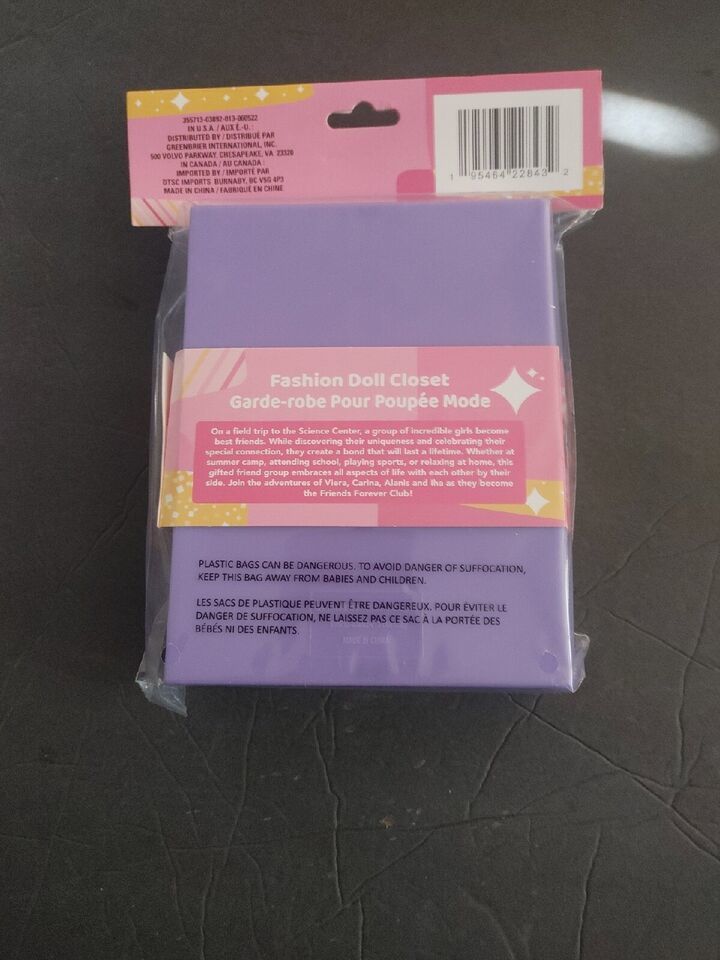 355713-03892-013-060522
IN U.S.A. / AUX É.-U. :
DISTRIBUTED BY / DISTRIBUÉ PAR
GREENBRIER INTERNATIONAL, INC.
500 VOLVO PARKWAY, CHESAPEAKE, VA 23320
IN CANADA / AU CANADA :
IMPORTED BY / IMPORTÉ PAR
DTSC IMPORTS BURNABY, BC V5G 4P3
MADE IN CHINA / FABRIQUÉ EN CHINE
1 95464 22843 2
Fashion Doll Closet
Garde-robe Pour Poupée Mode
On a field trip to the Science Center, a group of incredible girls become
best friends. While discovering their uniqueness and celebrating their
special connection, they create a bond that will last a lifetime. Whether at
summer camp, attending school, playing sports, or relaxing at home, this
gifted friend group embraces all aspects of life with each other by their
side. Join the adventures of Viera, Carina, Alanis and Iha as they become
the Friends Forever Club!
PLASTIC BAGS CAN BE DANGEROUS. TO AVOID DANGER OF SUFFOCATION,
KEEP THIS BAG AWAY FROM BABIES AND CHILDREN.
LES SACS DE PLASTIQUE PEUVENT ÊTRE DANGEREUX. POUR ÉVITER LE
DANGER DE SUFFOCATION, NE LAISSEZ PAS CE SAC À LA PORTÉE DES
BÉBÉS NI DES ENFANTS.
MADE IN CHINA